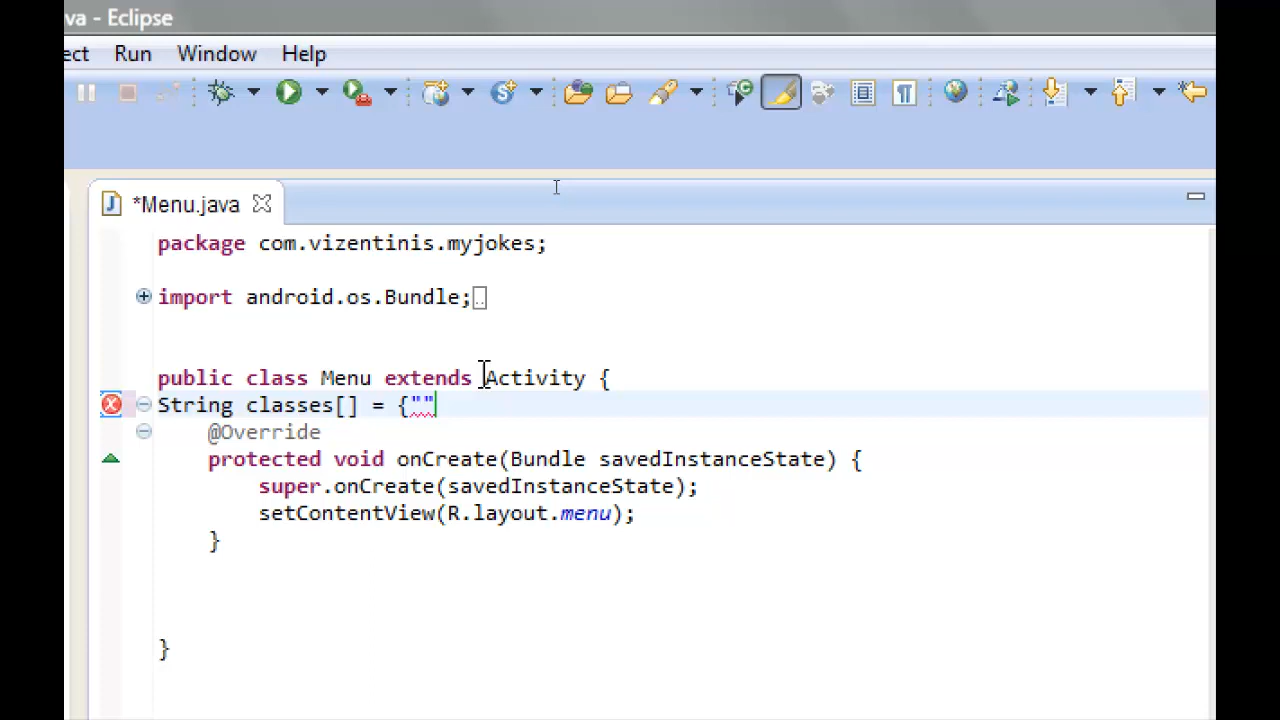 va - Eclipse
ect Run Window Help
*Menu.java
package com.vizentinis.myjokes;
import android.os.Bundle;
public class Menu extends Activity {
String classes[] = {""
@Override
protected void onCreate(Bundle savedInstanceState) {
super.onCreate(savedInstanceState);
setContentView(R.layout.menu);
}
}